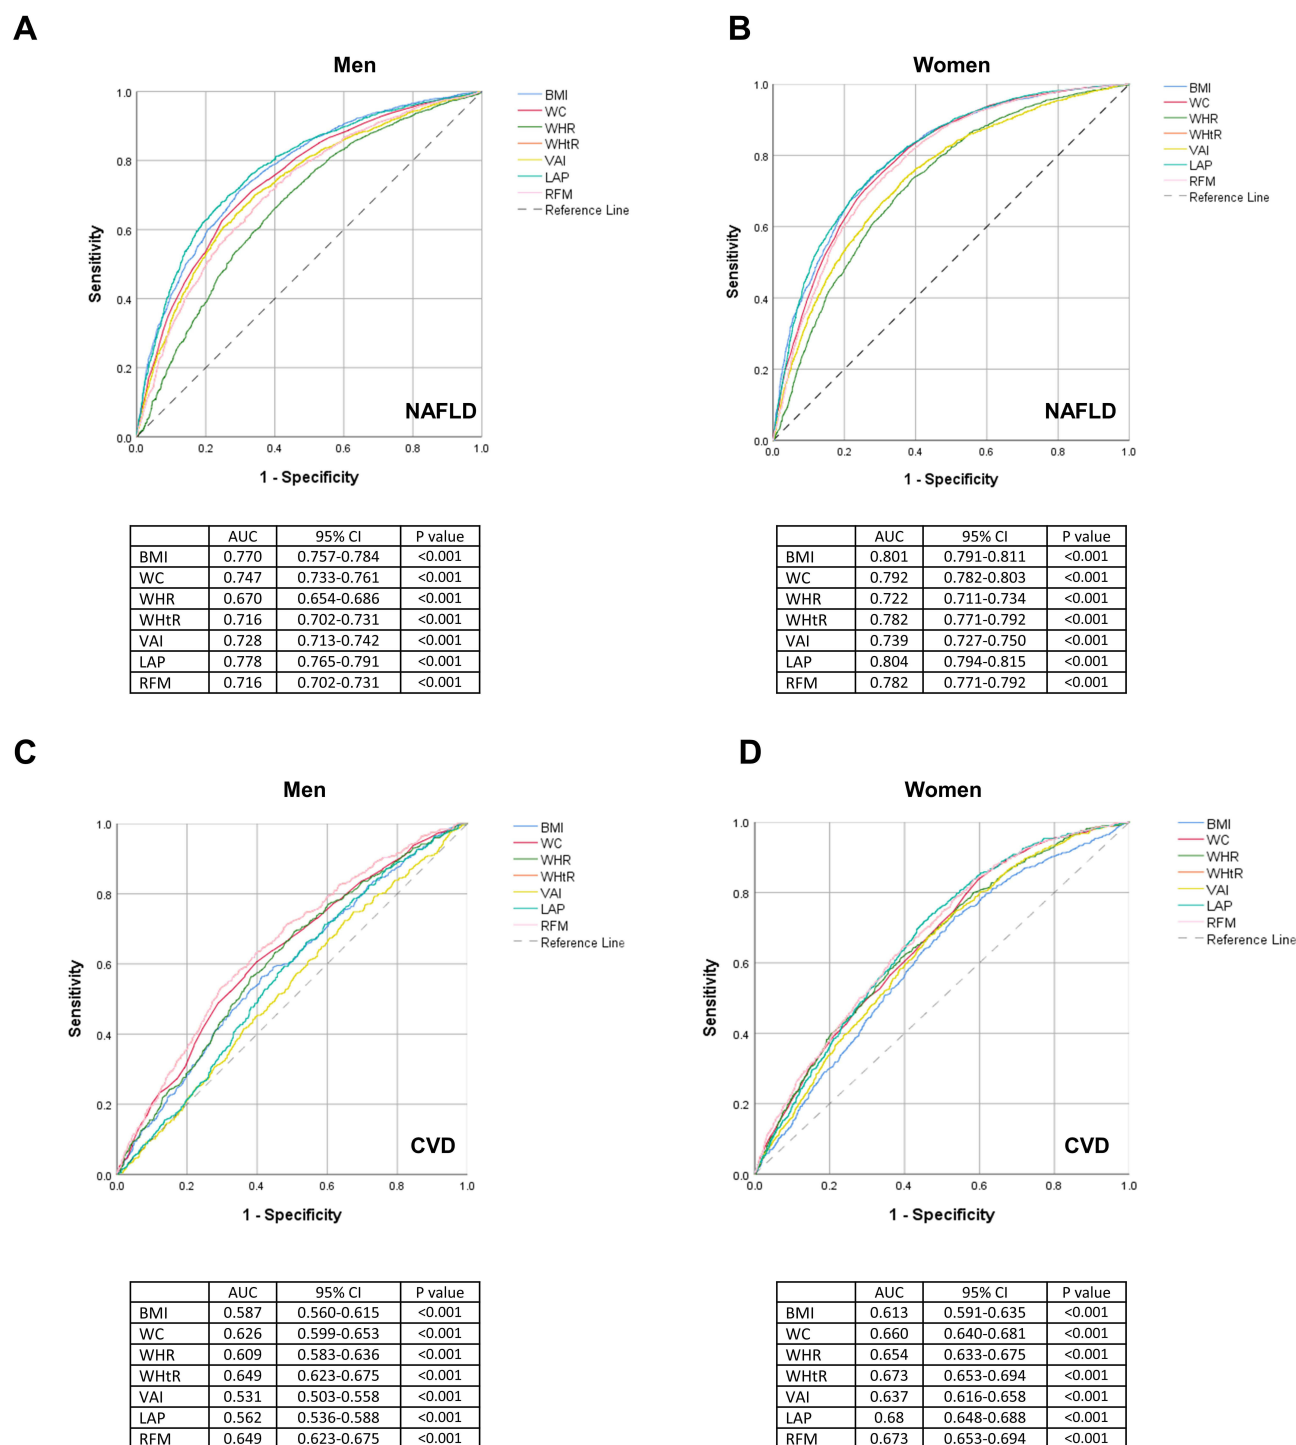 A
Men
1.0
0.8
0.6
0.4
0.2
0.0
0.0 0.2 0.4 0.6 0.8 1.0
Sensitivity
1 - Specificity
NAFLD
BMI
WC
WHR
WHtR
VAI
LAP
RFM
Reference Line
AUC 95% CI P value
BMI 0.770 0.757-0.784 <0.001
WC 0.747 0.733-0.761 <0.001
WHR 0.670 0.654-0.686 <0.001
WHtR 0.716 0.702-0.731 <0.001
VAI 0.728 0.713-0.742 <0.001
LAP 0.778 0.765-0.791 <0.001
RFM 0.716 0.702-0.731 <0.001
B
Women
1.0
0.8
0.6
0.4
0.2
0.0
0.0 0.2 0.4 0.6 0.8 1.0
Sensitivity
1 - Specificity
NAFLD
BMI
WC
WHR
WHtR
VAI
LAP
RFM
Reference Line
AUC 95% CI P value
BMI 0.801 0.791-0.811 <0.001
WC 0.792 0.782-0.803 <0.001
WHR 0.722 0.711-0.734 <0.001
WHtR 0.782 0.771-0.792 <0.001
VAI 0.739 0.727-0.750 <0.001
LAP 0.804 0.794-0.815 <0.001
RFM 0.782 0.771-0.792 <0.001
C
Men
1.0
0.8
0.6
0.4
0.2
0.0
0.0 0.2 0.4 0.6 0.8 1.0
Sensitivity
1 - Specificity
CVD
BMI
WC
WHR
WHtR
VAI
LAP
RFM
Reference Line
AUC 95% CI P value
BMI 0.587 0.560-0.615 <0.001
WC 0.626 0.599-0.653 <0.001
WHR 0.609 0.583-0.636 <0.001
WHtR 0.649 0.623-0.675 <0.001
VAI 0.531 0.503-0.558 <0.001
LAP 0.562 0.536-0.588 <0.001
RFM 0.649 0.623-0.675 <0.001
D
Women
1.0
0.8
0.6
0.4
0.2
0.0
0.0 0.2 0.4 0.6 0.8 1.0
Sensitivity
1 - Specificity
CVD
BMI
WC
WHR
WHtR
VAI
LAP
RFM
Reference Line
AUC 95% CI P value
BMI 0.613 0.591-0.635 <0.001
WC 0.660 0.640-0.681 <0.001
WHR 0.654 0.633-0.675 <0.001
WHtR 0.673 0.653-0.694 <0.001
VAI 0.637 0.616-0.658 <0.001
LAP 0.68 0.648-0.688 <0.001
RFM 0.673 0.653-0.694 <0.001